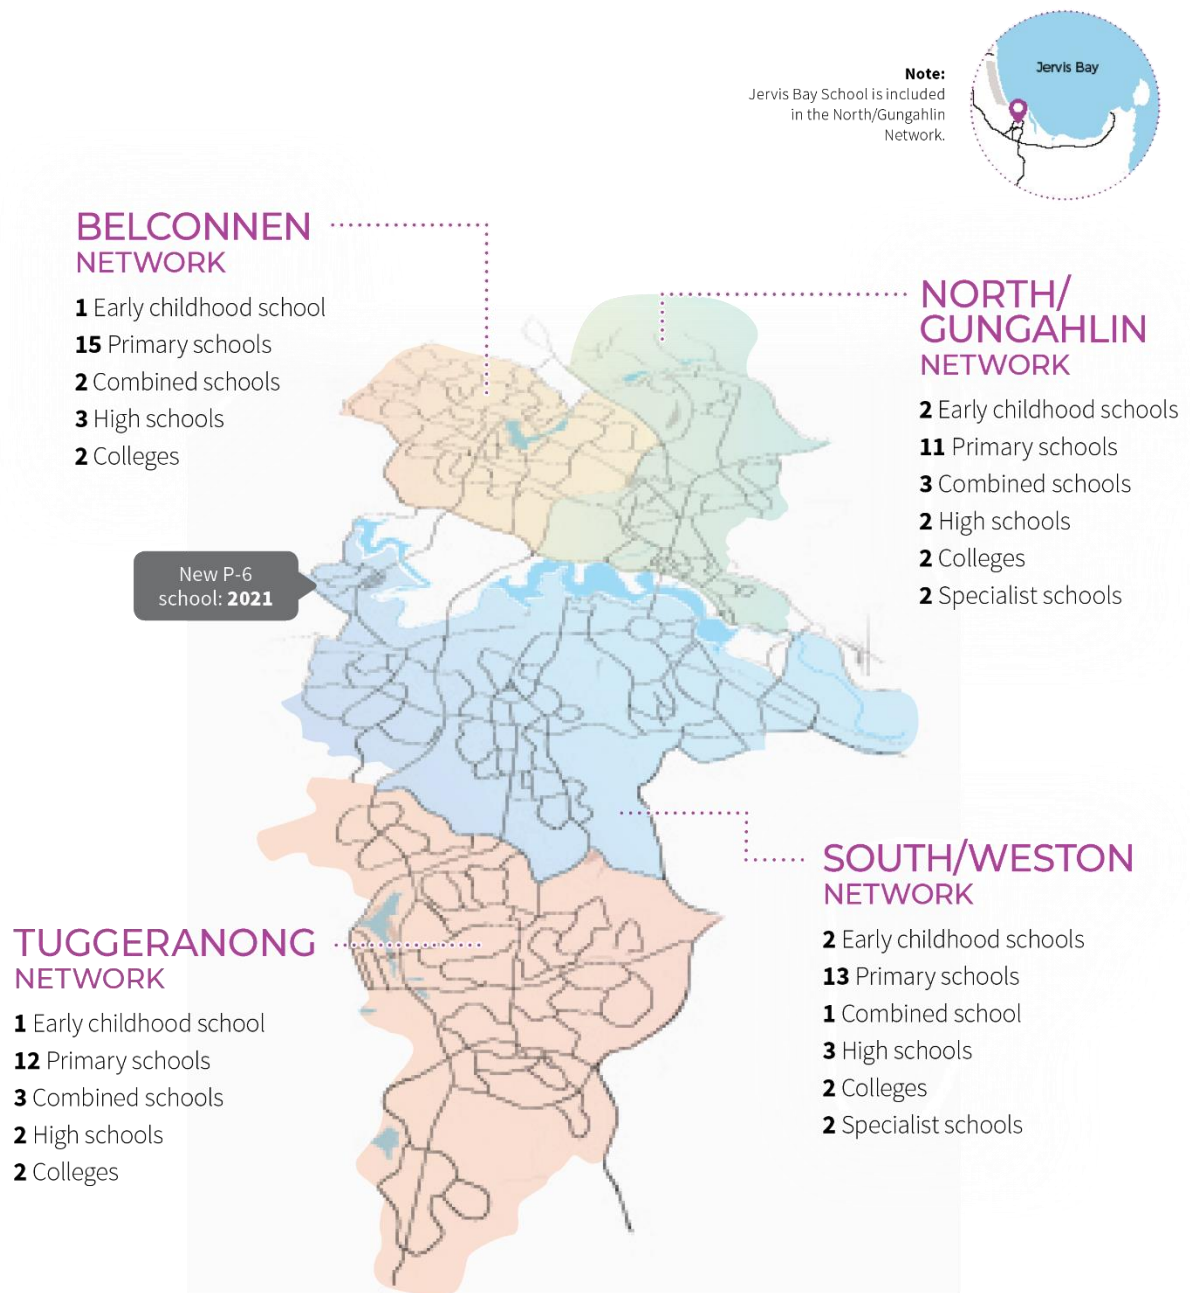 Note:
Jervis Bay School is included
in the North/Gungahlin
Network.
Jervis Bay
BELCONNEN
NETWORK
1 Early childhood school
15 Primary schools
2 Combined schools
3 High schools
2 Colleges
NORTH/
GUNGAHLIN
NETWORK
2 Early childhood schools
11 Primary schools
3 Combined schools
2 High schools
2 Colleges
2 Specialist schools
New P-6
school: 2021
SOUTH/WESTON
NETWORK
2 Early childhood schools
13 Primary schools
1 Combined school
3 High schools
2 Colleges
2 Specialist schools
TUGGERANONG
NETWORK
1 Early childhood school
12 Primary schools
3 Combined schools
2 High schools
2 Colleges